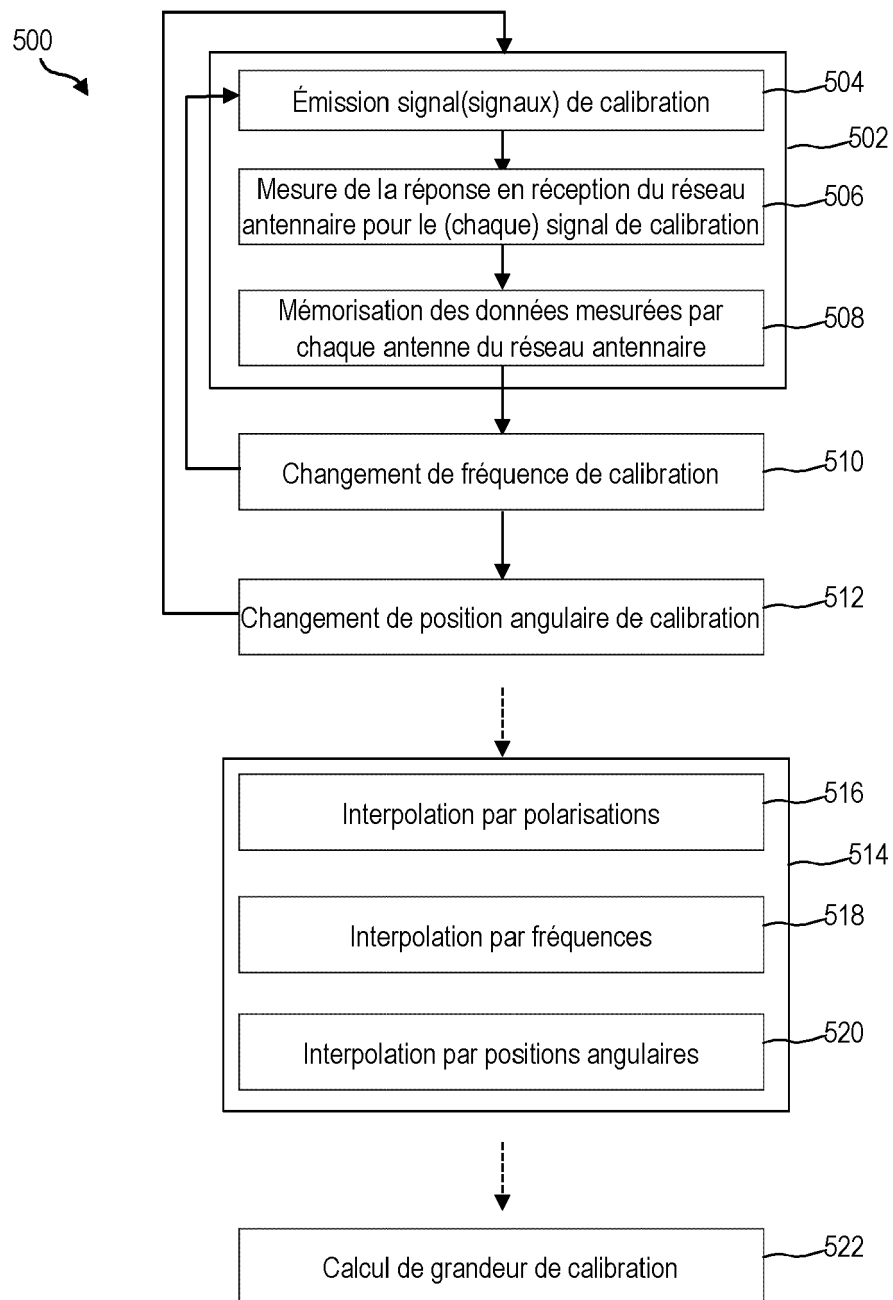 500
Émission signal(signaux) de calibration
504
502
Mesure de la réponse en réception du réseau
antennaire pour le (chaque) signal de calibration
506
Mémorisation des données mesurées par
chaque antenne du réseau antennaire
508
Changement de fréquence de calibration
510
Changement de position angulaire de calibration
512
Interpolation par polarisations
516
514
Interpolation par fréquences
518
Interpolation par positions angulaires
520
Calcul de grandeur de calibration
522